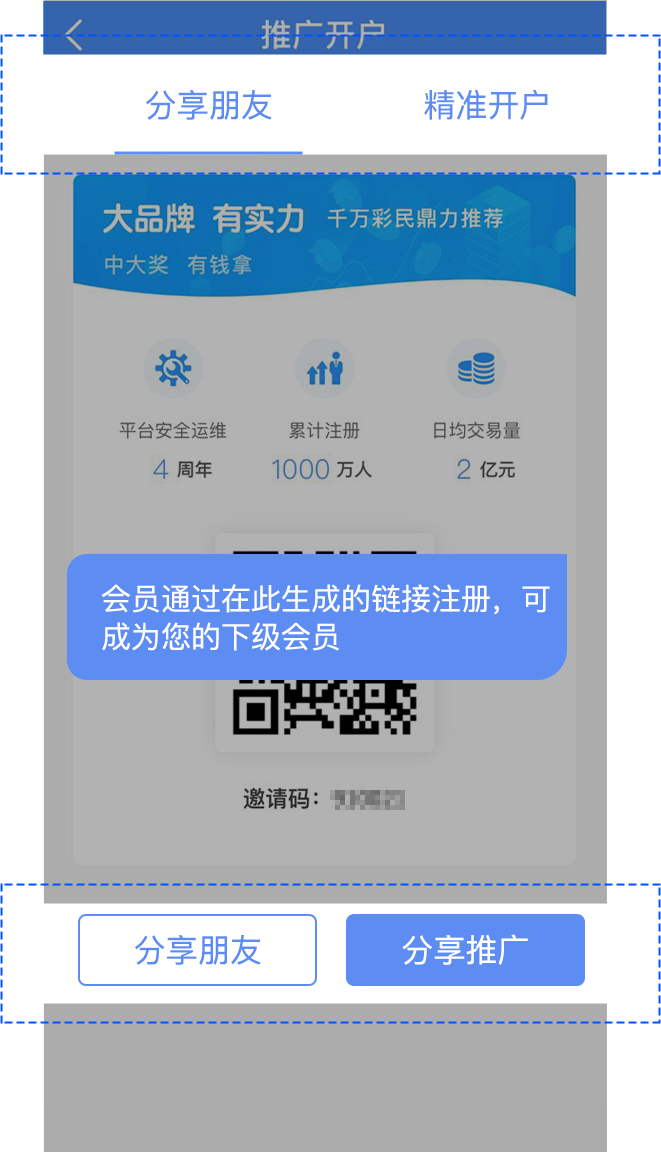 推广开户
分享朋友 精准开户
大品牌 有实力 千万彩民鼎力推荐
中大奖 有钱拿
平台安全运维 累计注册 日均交易量
4 周年 1000 万人 2 亿元
会员通过在此生成的链接注册，可
成为您的下级会员
邀请码：
分享朋友 分享推广